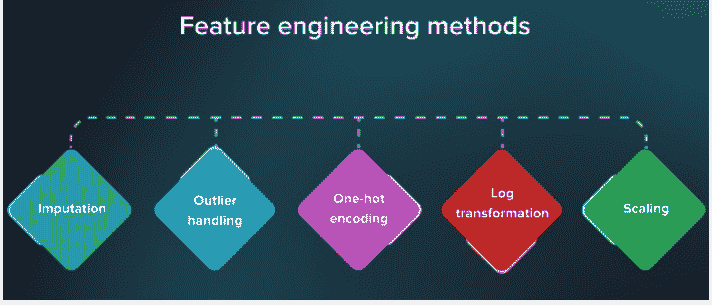 Feature engineering methods
Imputation
Outlier
handling
One-hot
encoding
Log
transformation
Scaling